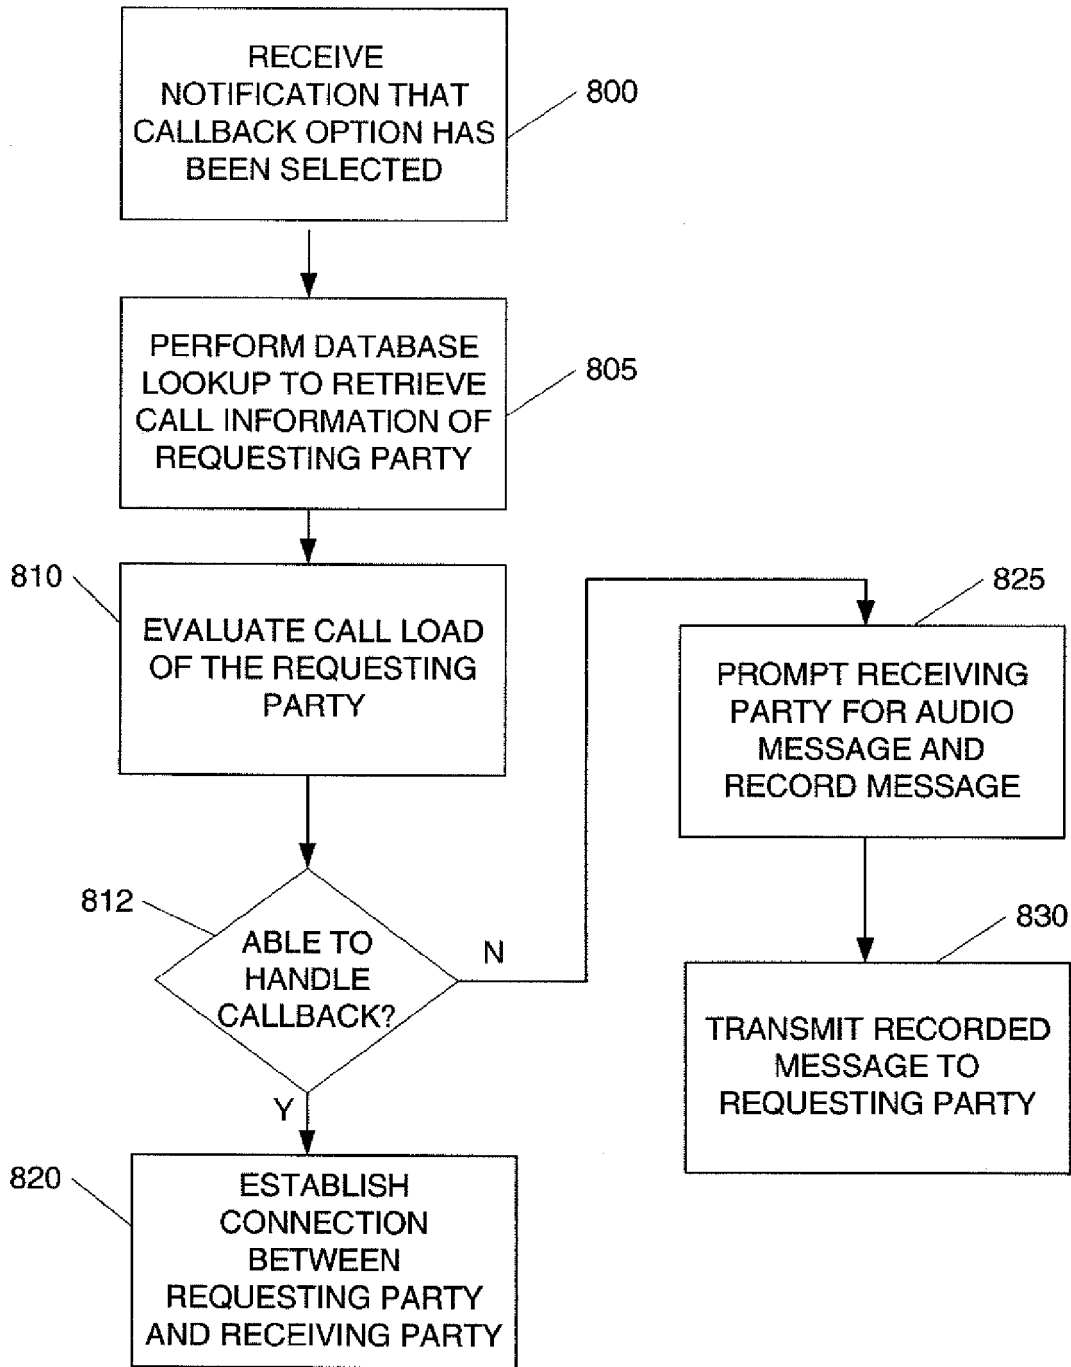 RECEIVE
NOTIFICATION THAT
CALLBACK OPTION HAS
BEEN SELECTED
800
PERFORM DATABASE
LOOKUP TO RETRIEVE
CALL INFORMATION OF
REQUESTING PARTY
805
810
EVALUATE CALL LOAD
OF THE REQUESTING
PARTY
812
ABLE TO
HANDLE
CALLBACK?
N
Y
820
ESTABLISH
CONNECTION
BETWEEN
REQUESTING PARTY
AND RECEIVING PARTY
825
PROMPT RECEIVING
PARTY FOR AUDIO
MESSAGE AND
RECORD MESSAGE
830
TRANSMIT RECORDED
MESSAGE TO
REQUESTING PARTY